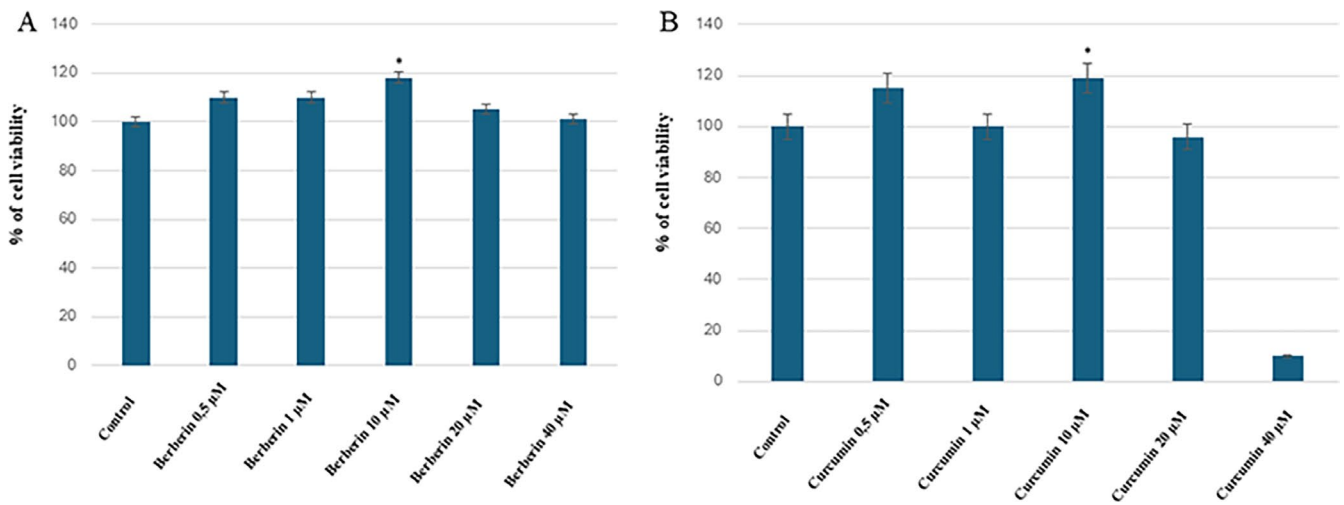 A
% of cell viability
140
120
100
80
60
40
20
0
*
Control
Berberin 0,5 µM
Berberin 1 µM
Berberin 10 µM
Berberin 20 µM
Berberin 40 µM
B
% of cell viability
140
120
100
80
60
40
20
0
*
Control
Curcumin 0,5 µM
Curcumin 1 µM
Curcumin 10 µM
Curcumin 20 µM
Curcumin 40 µM